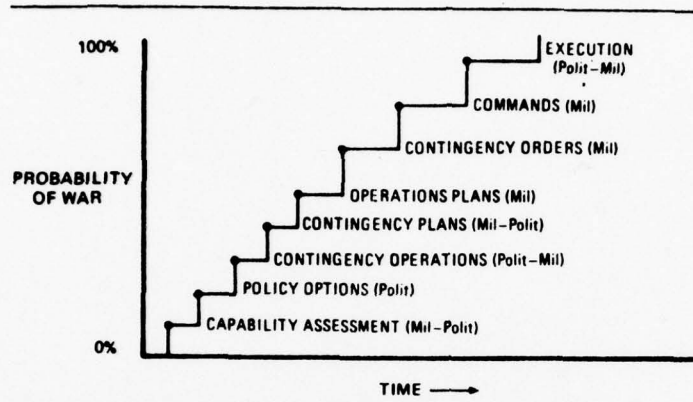 100%
EXECUTION
(Polit-Mil)
COMMANDS (Mil)
CONTINGENCY ORDERS (Mil)
PROBABILITY
OF WAR
OPERATIONS PLANS (Mil)
CONTINGENCY PLANS (Mil-Polit)
CONTINGENCY OPERATIONS (Polit-Mil)
POLICY OPTIONS (Polit)
CAPABILITY ASSESSMENT (Mil-Polit)
0%
TIME